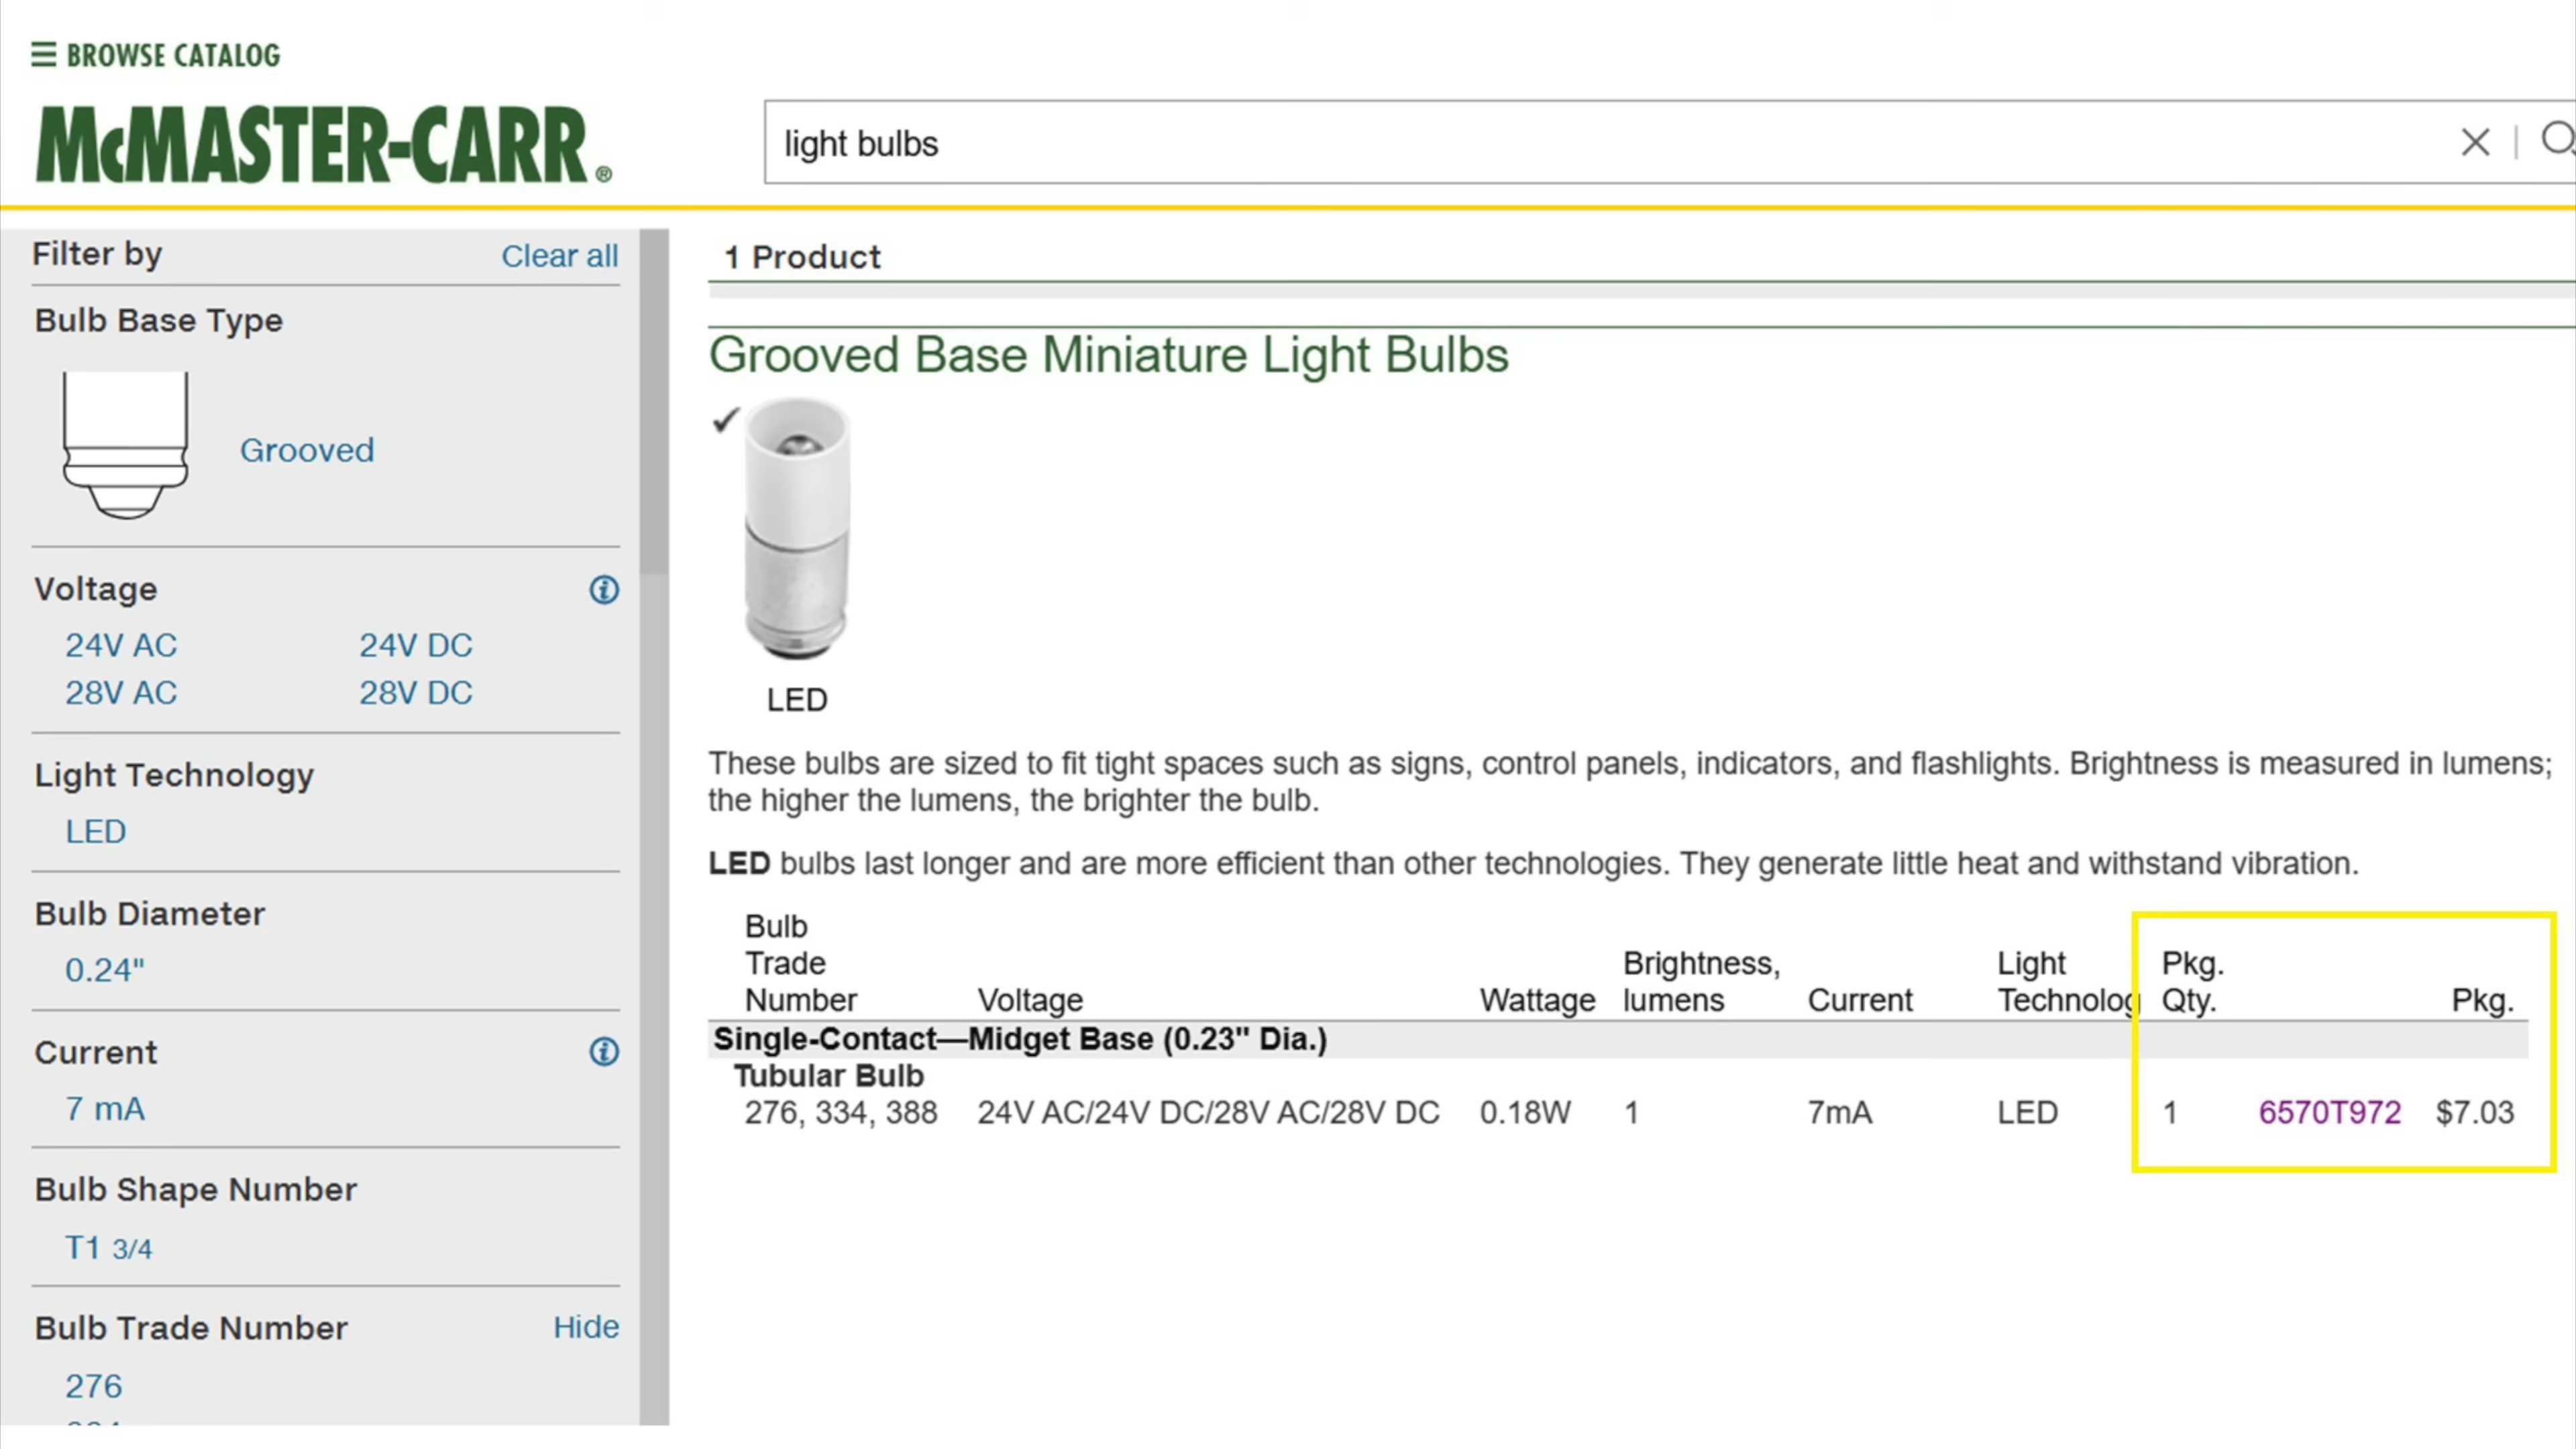 ☰ BROWSE CATALOG
McMASTER-CARR®
light bulbs
Filter by
Clear all
Bulb Base Type
Grooved
Voltage
24V AC
24V DC
28V AC
28V DC
Light Technology
LED
Bulb Diameter
0.24"
Current
7 mA
Bulb Shape Number
T1 3/4
Bulb Trade Number
Hide
276
1 Product
Grooved Base Miniature Light Bulbs
LED
These bulbs are sized to fit tight spaces such as signs, control panels, indicators, and flashlights. Brightness is measured in lumens;
the higher the lumens, the brighter the bulb.
LED bulbs last longer and are more efficient than other technologies. They generate little heat and withstand vibration.
Bulb
Trade Brightness, Light Pkg.
Number Voltage Wattage lumens Current Technolog Qty. Pkg.
Single-Contact—Midget Base (0.23" Dia.)
Tubular Bulb
276, 334, 388 24V AC/24V DC/28V AC/28V DC 0.18W 1 7mA LED 1 6570T972 $7.03